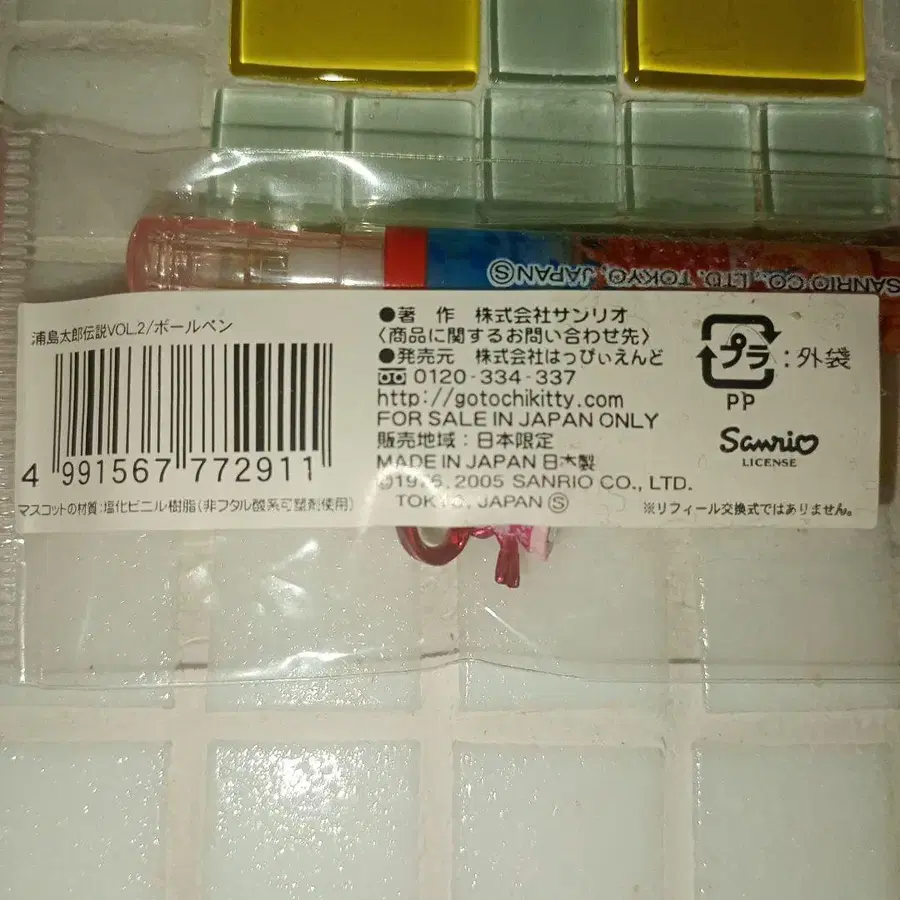 SANRIO CO., LTD. TOKYO, JAPAN Ⓢ
浦島太郎伝説VOL.2/ボールペン
4 991567 772911
マスコットの材質:塩化ビニル樹脂(非フタル酸系可塑剤使用)
●著 作 株式会社サンリオ
〈商品に関するお問い合わせ先〉
●発売元 株式会社はっぴぃえんど
0120-334-337
http://gotochikitty.com
FOR SALE IN JAPAN ONLY
販売地域:日本限定
MADE IN JAPAN 日本製
©1976, 2005 SANRIO CO., LTD.
TOKYO, JAPAN Ⓢ
プラ:外袋
PP
Sanrio
LICENSE
※リフィール交換式ではありません。